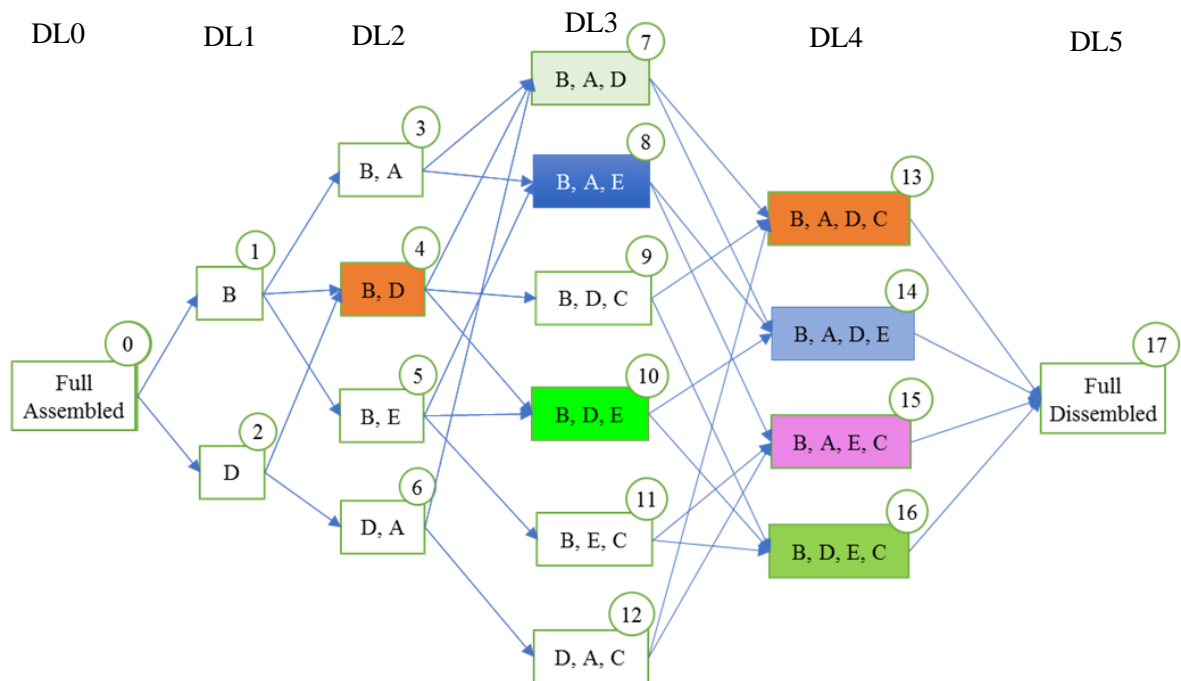 DL0
DL1
DL2
DL3
DL4
DL5
0
Full
Assembled
1
B
2
D
3
B, A
4
B, D
5
B, E
6
D, A
7
B, A, D
8
B, A, E
9
B, D, C
10
B, D, E
11
B, E, C
12
D, A, C
13
B, A, D, C
14
B, A, D, E
15
B, A, E, C
16
B, D, E, C
17
Full
Dissembled